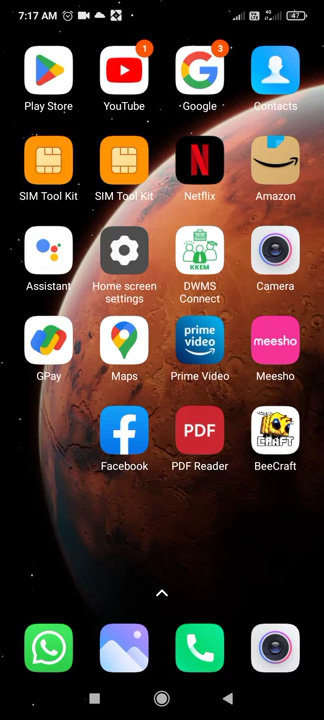 7:17 AM
47
1
3
Play Store
YouTube
Google
Contacts
SIM Tool Kit
SIM Tool Kit
Netflix
Amazon
KKEM
Assistant
Home screen
settings
DWMS
Connect
Camera
prime
video
meesho
GPay
Maps
Prime Video
Meesho
PDF
CRAFT
Facebook
PDF Reader
BeeCraft